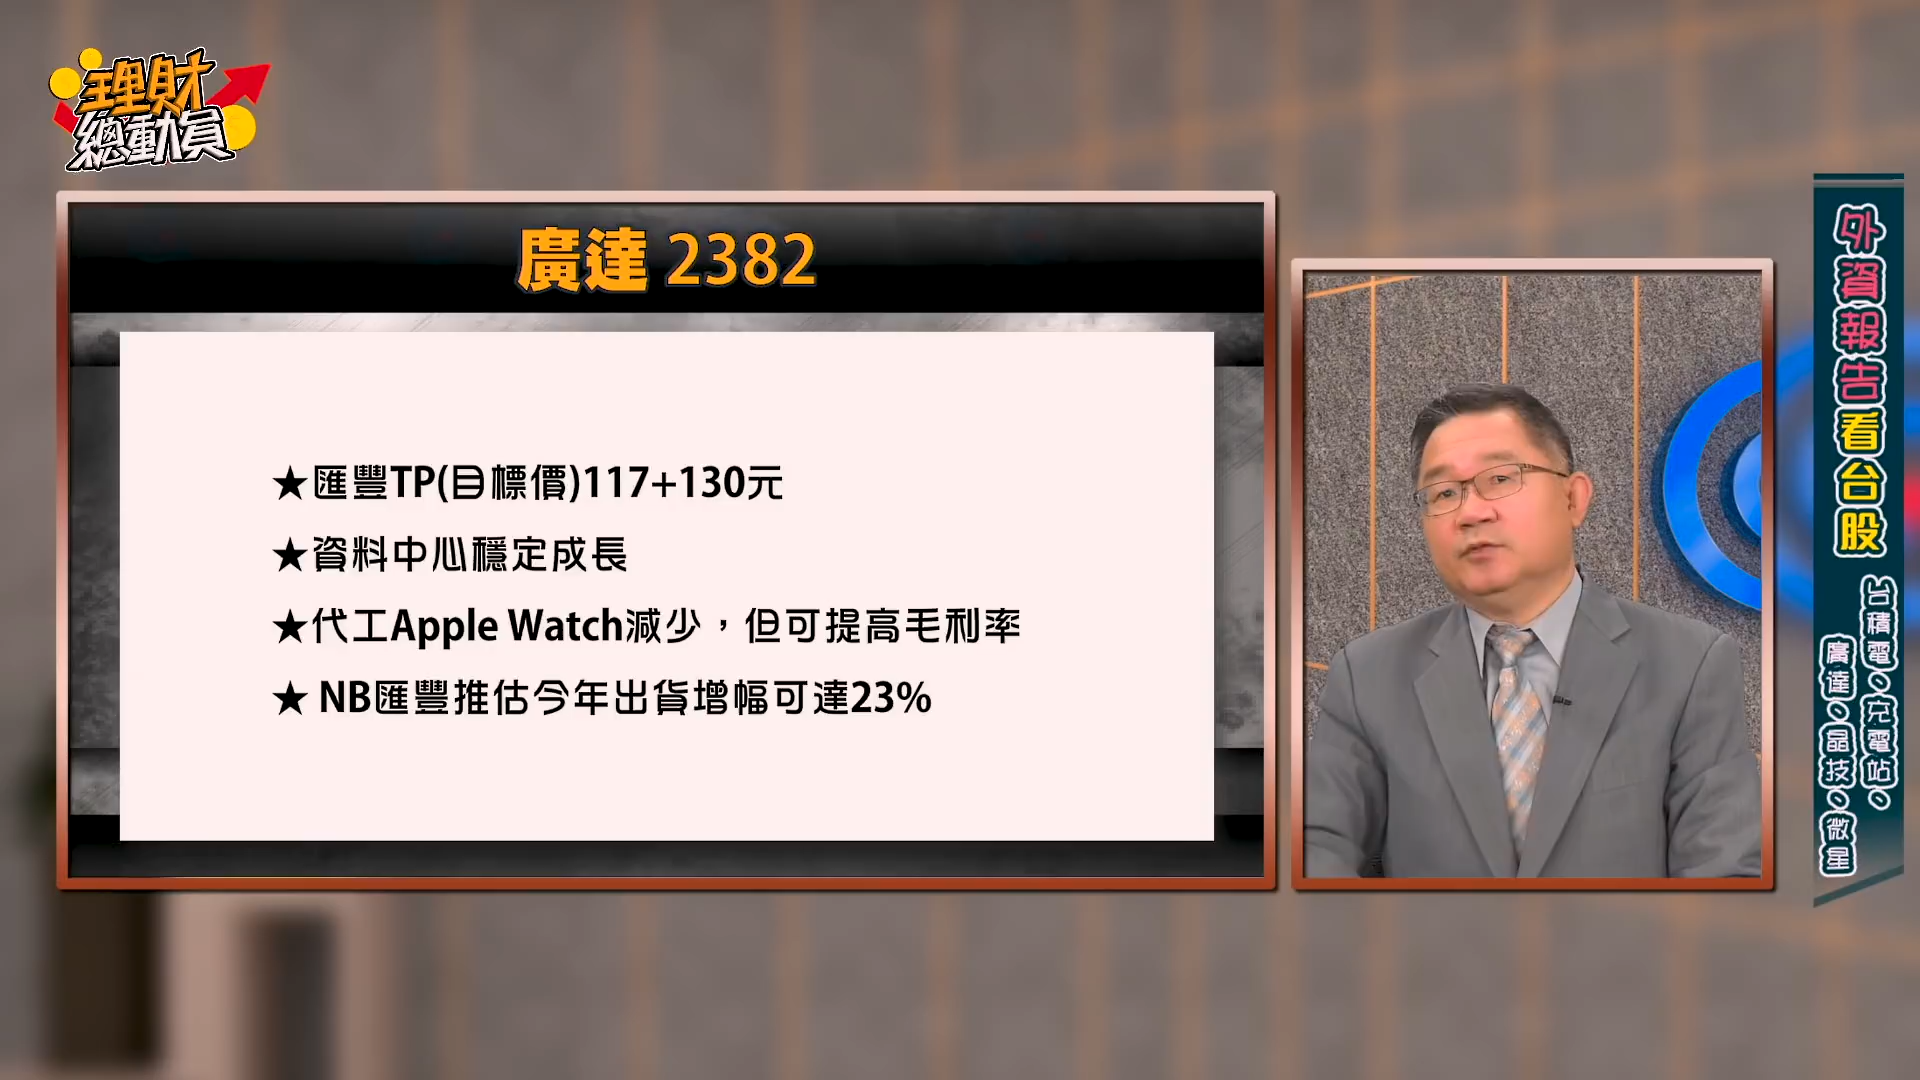 理財
總動員
廣達 2382
★匯豐TP(目標價)117+130元
★資料中心穩定成長
★代工Apple Watch減少，但可提高毛利率
★ NB匯豐推估今年出貨增幅可達23%
外資報告看台股
台積電。充電站。
廣達。晶技。微星